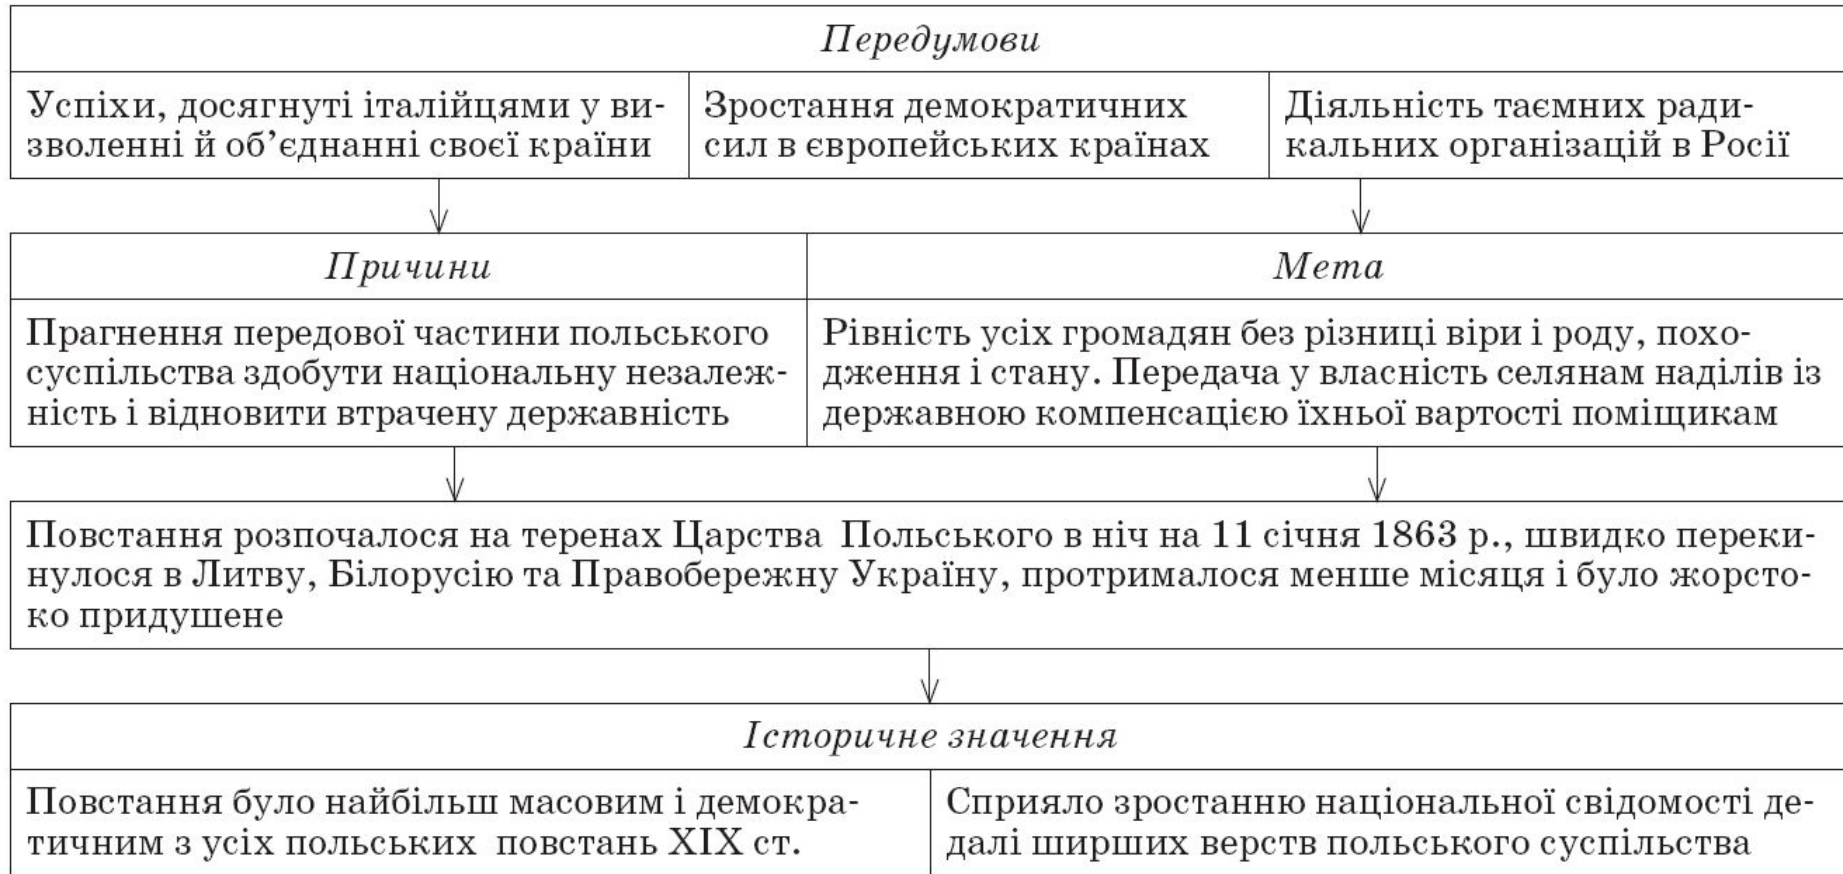 Передумови
Успіхи, досягнуті італійцями у ви-
зволенні й об’єднанні своєї країни
Зростання демократичних
сил в європейських країнах
Діяльність таємних ради-
кальних організацій в Росії
Причини
Прагнення передової частини польського
суспільства здобути національну незалеж-
ність і відновити втрачену державність
Мета
Рівність усіх громадян без різниці віри і роду, похо-
дження і стану. Передача у власність селянам наділів із
державною компенсацією їхньої вартості поміщикам
Повстання розпочалося на теренах Царства Польського в ніч на 11 січня 1863 р., швидко переки-
нулося в Литву, Білорусію та Правобережну Україну, протрималося менше місяця і було жорсто-
ко придушене
Історичне значення
Повстання було найбільш масовим і демокра-
тичним з усіх польських повстань XIX ст.
Сприяло зростанню національної свідомості де-
далі ширших верств польського суспільства